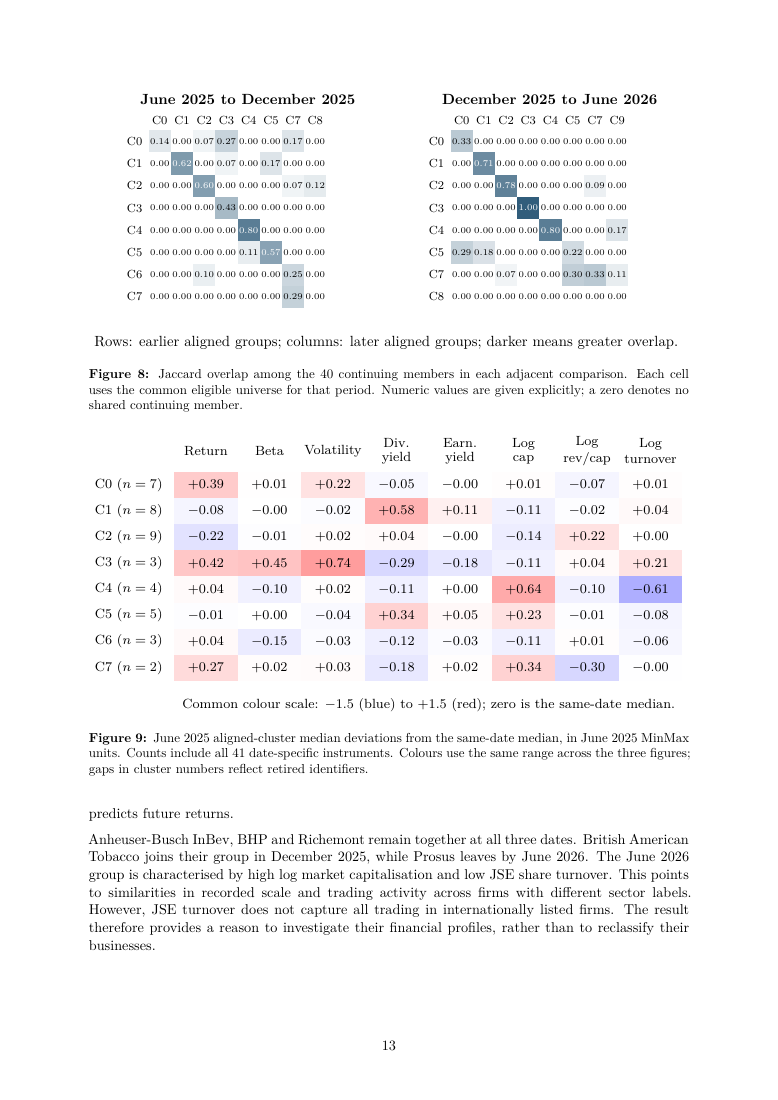 June 2025 to December 2025
C0 C1 C2 C3 C4 C5 C7 C8
C0 0.14 0.00 0.07 0.27 0.00 0.00 0.17 0.00
C1 0.00 0.62 0.00 0.07 0.00 0.17 0.00 0.00
C2 0.00 0.00 0.60 0.00 0.00 0.00 0.07 0.12
C3 0.00 0.00 0.00 0.43 0.00 0.00 0.00 0.00
C4 0.00 0.00 0.00 0.00 0.80 0.00 0.00 0.00
C5 0.00 0.00 0.00 0.00 0.11 0.57 0.00 0.00
C6 0.00 0.00 0.10 0.00 0.00 0.00 0.25 0.00
C7 0.00 0.00 0.00 0.00 0.00 0.00 0.29 0.00
December 2025 to June 2026
C0 C1 C2 C3 C4 C5 C7 C9
C0 0.33 0.00 0.00 0.00 0.00 0.00 0.00 0.00
C1 0.00 0.71 0.00 0.00 0.00 0.00 0.00 0.00
C2 0.00 0.00 0.78 0.00 0.00 0.00 0.09 0.00
C3 0.00 0.00 0.00 1.00 0.00 0.00 0.00 0.00
C4 0.00 0.00 0.00 0.00 0.80 0.00 0.00 0.17
C5 0.29 0.18 0.00 0.00 0.00 0.22 0.00 0.00
C7 0.00 0.00 0.07 0.00 0.00 0.30 0.33 0.11
C8 0.00 0.00 0.00 0.00 0.00 0.00 0.00 0.00
Rows: earlier aligned groups; columns: later aligned groups; darker means greater overlap.
Figure 8: Jaccard overlap among the 40 continuing members in each adjacent comparison. Each cell
uses the common eligible universe for that period. Numeric values are given explicitly; a zero denotes no
shared continuing member.
Return Beta Volatility Div. yield Earn. yield Log cap Log rev/cap Log turnover
C0 (n = 7) +0.39 +0.01 +0.22 −0.05 −0.00 +0.01 −0.07 +0.01
C1 (n = 8) −0.08 −0.00 −0.02 +0.58 +0.11 −0.11 −0.02 +0.04
C2 (n = 9) −0.22 −0.01 +0.02 +0.04 −0.00 −0.14 +0.22 +0.00
C3 (n = 3) +0.42 +0.45 +0.74 −0.29 −0.18 −0.11 +0.04 +0.21
C4 (n = 4) +0.04 −0.10 +0.02 −0.11 +0.00 +0.64 −0.10 −0.61
C5 (n = 5) −0.01 +0.00 −0.04 +0.34 +0.05 +0.23 −0.01 −0.08
C6 (n = 3) +0.04 −0.15 −0.03 −0.12 −0.03 −0.11 +0.01 −0.06
C7 (n = 2) +0.27 +0.02 +0.03 −0.18 +0.02 +0.34 −0.30 −0.00
Common colour scale: −1.5 (blue) to +1.5 (red); zero is the same-date median.
Figure 9: June 2025 aligned-cluster median deviations from the same-date median, in June 2025 MinMax
units. Counts include all 41 date-specific instruments. Colours use the same range across the three figures;
gaps in cluster numbers reflect retired identifiers.
predicts future returns.
Anheuser-Busch InBev, BHP and Richemont remain together at all three dates. British American
Tobacco joins their group in December 2025, while Prosus leaves by June 2026. The June 2026
group is characterised by high log market capitalisation and low JSE share turnover. This points
to similarities in recorded scale and trading activity across firms with different sector labels.
However, JSE turnover does not capture all trading in internationally listed firms. The result
therefore provides a reason to investigate their financial profiles, rather than to reclassify their
businesses.
13